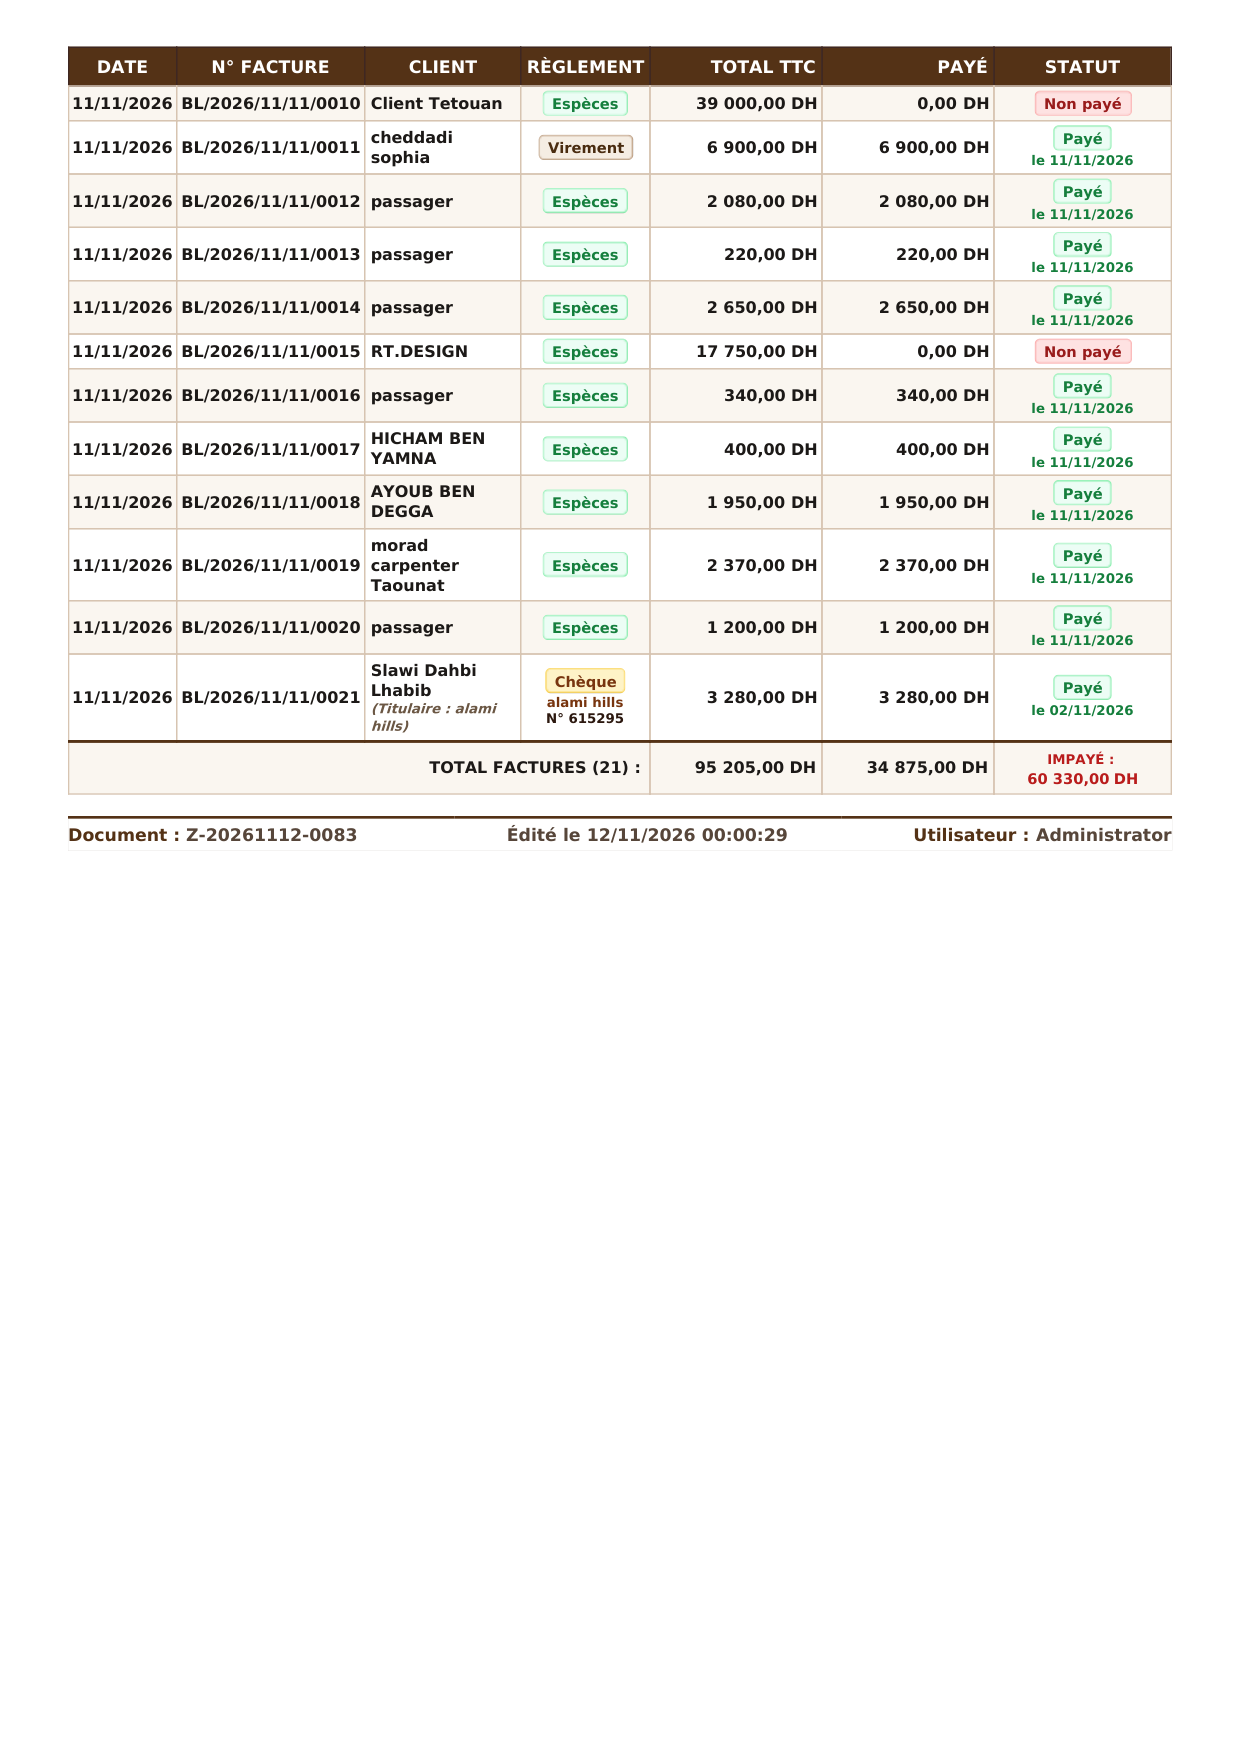 DATE N° FACTURE CLIENT RÈGLEMENT TOTAL TTC PAYÉ STATUT
11/11/2026 BL/2026/11/11/0010 Client Tetouan Espèces 39 000,00 DH 0,00 DH Non payé
11/11/2026 BL/2026/11/11/0011 cheddadi sophia Virement 6 900,00 DH 6 900,00 DH Payé
le 11/11/2026
11/11/2026 BL/2026/11/11/0012 passager Espèces 2 080,00 DH 2 080,00 DH Payé
le 11/11/2026
11/11/2026 BL/2026/11/11/0013 passager Espèces 220,00 DH 220,00 DH Payé
le 11/11/2026
11/11/2026 BL/2026/11/11/0014 passager Espèces 2 650,00 DH 2 650,00 DH Payé
le 11/11/2026
11/11/2026 BL/2026/11/11/0015 RT.DESIGN Espèces 17 750,00 DH 0,00 DH Non payé
11/11/2026 BL/2026/11/11/0016 passager Espèces 340,00 DH 340,00 DH Payé
le 11/11/2026
11/11/2026 BL/2026/11/11/0017 HICHAM BEN YAMNA Espèces 400,00 DH 400,00 DH Payé
le 11/11/2026
11/11/2026 BL/2026/11/11/0018 AYOUB BEN DEGGA Espèces 1 950,00 DH 1 950,00 DH Payé
le 11/11/2026
11/11/2026 BL/2026/11/11/0019 morad carpenter Taounat Espèces 2 370,00 DH 2 370,00 DH Payé
le 11/11/2026
11/11/2026 BL/2026/11/11/0020 passager Espèces 1 200,00 DH 1 200,00 DH Payé
le 11/11/2026
11/11/2026 BL/2026/11/11/0021 Slawi Dahbi Lhabib
(Titulaire : alami hills)
Chèque
alami hills
N° 615295
3 280,00 DH 3 280,00 DH Payé
le 02/11/2026
TOTAL FACTURES (21) : 95 205,00 DH 34 875,00 DH IMPAYÉ :
60 330,00 DH
Document : Z-20261112-0083 Édité le 12/11/2026 00:00:29 Utilisateur : Administrator